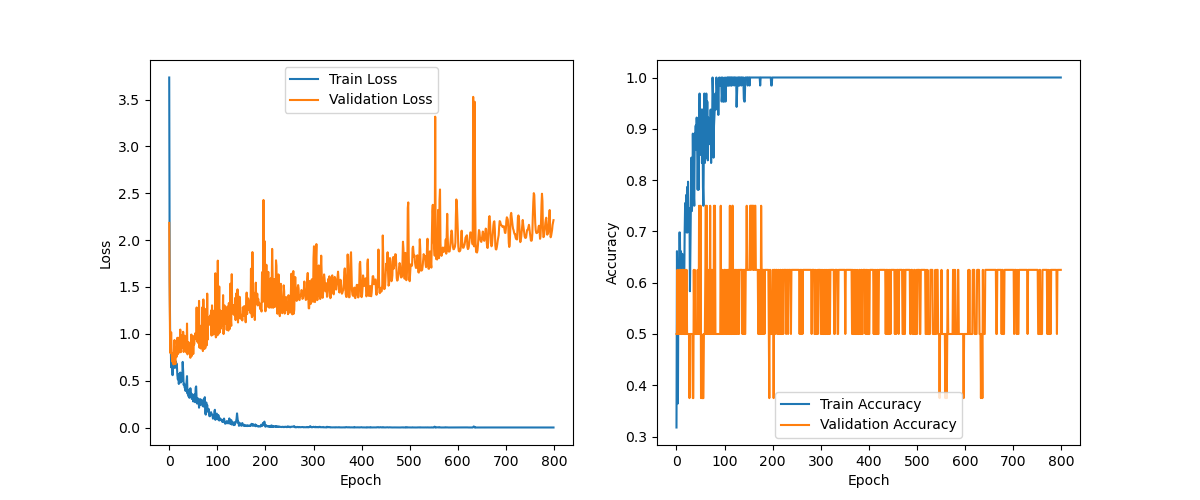 3.5
3.0
2.5
2.0
1.5
1.0
0.5
0.0
Loss
Train Loss
Validation Loss
0 100 200 300 400 500 600 700 800
Epoch
1.0
0.9
0.8
0.7
0.6
0.5
0.4
0.3
Accuracy
Train Accuracy
Validation Accuracy
0 100 200 300 400 500 600 700 800
Epoch